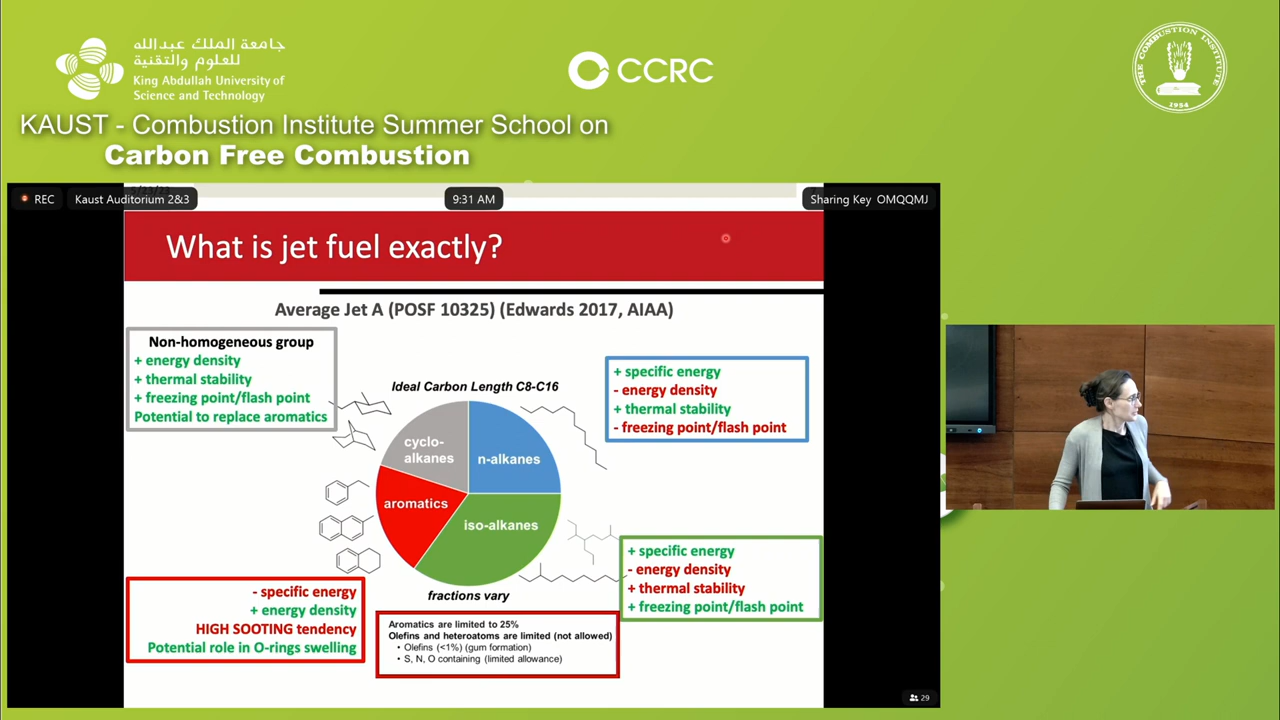 جامعة الملك عبدالله
للعلوم والتقنية
King Abdullah University of
Science and Technology
CCRC
THE COMBUSTION INSTITUTE
1954
KAUST - Combustion Institute Summer School on
Carbon Free Combustion
REC
Kaust Auditorium 2&3
9:31 AM
Sharing Key OMQQMJ
What is jet fuel exactly?
Average Jet A (POSF 10325) (Edwards 2017, AIAA)
Non-homogeneous group
+ energy density
+ thermal stability
+ freezing point/flash point
Potential to replace aromatics
Ideal Carbon Length C8-C16
+ specific energy
- energy density
+ thermal stability
- freezing point/flash point
cyclo-
alkanes
n-alkanes
aromatics
iso-alkanes
fractions vary
+ specific energy
- energy density
+ thermal stability
+ freezing point/flash point
- specific energy
+ energy density
HIGH SOOTING tendency
Potential role in O-rings swelling
Aromatics are limited to 25%
Olefins and heteroatoms are limited (not allowed)
• Olefins (<1%) (gum formation)
• S, N, O containing (limited allowance)
29